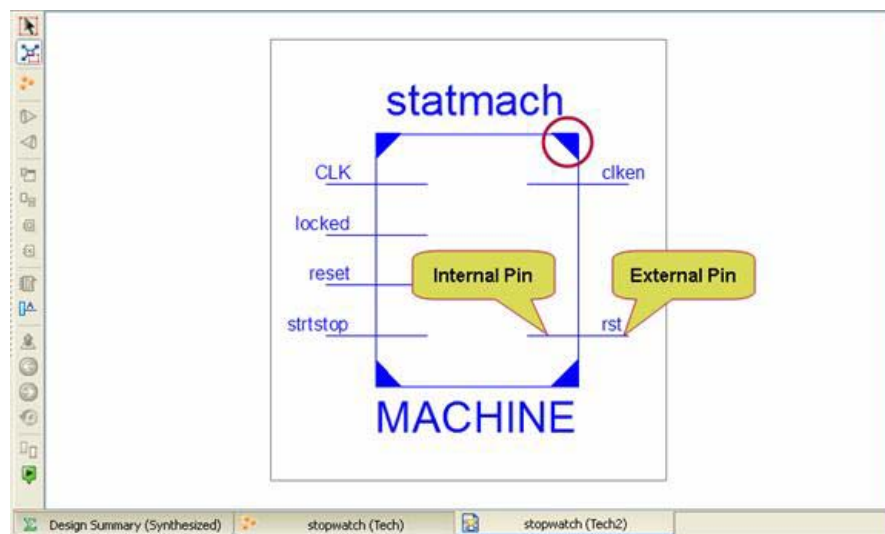 statmach
CLK
clken
locked
reset
Internal Pin
External Pin
strtstop
rst
MACHINE
Design Summary (Synthesized)
stopwatch (Tech)
stopwatch (Tech2)